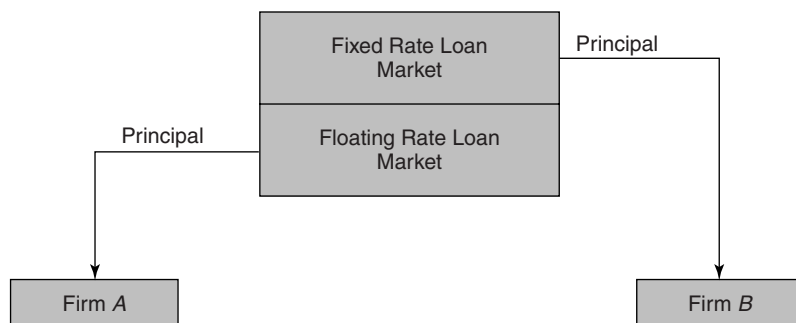 Fixed Rate Loan
Market
Principal
Principal
Floating Rate Loan
Market
Firm A
Firm B